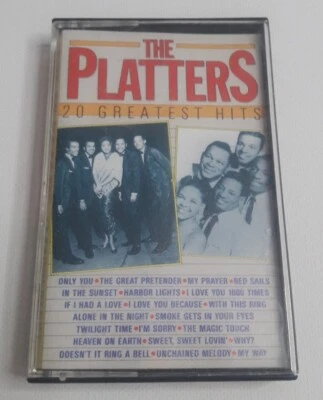 THE
PLATTERS
20 GREATEST HITS
ONLY YOU • THE GREAT PRETENDER • MY PRAYER • RED SAILS
IN THE SUNSET • HARBOR LIGHTS • I LOVE YOU 1000 TIMES
IF I HAD A LOVE • I LOVE YOU BECAUSE • WITH THIS RING
ALONE IN THE NIGHT • SMOKE GETS IN YOUR EYES
TWILIGHT TIME • I'M SORRY • THE MAGIC TOUCH
HEAVEN ON EARTH • SWEET, SWEET LOVIN' • WHY?
DOESN'T IT RING A BELL • UNCHAINED MELODY • MY WAY